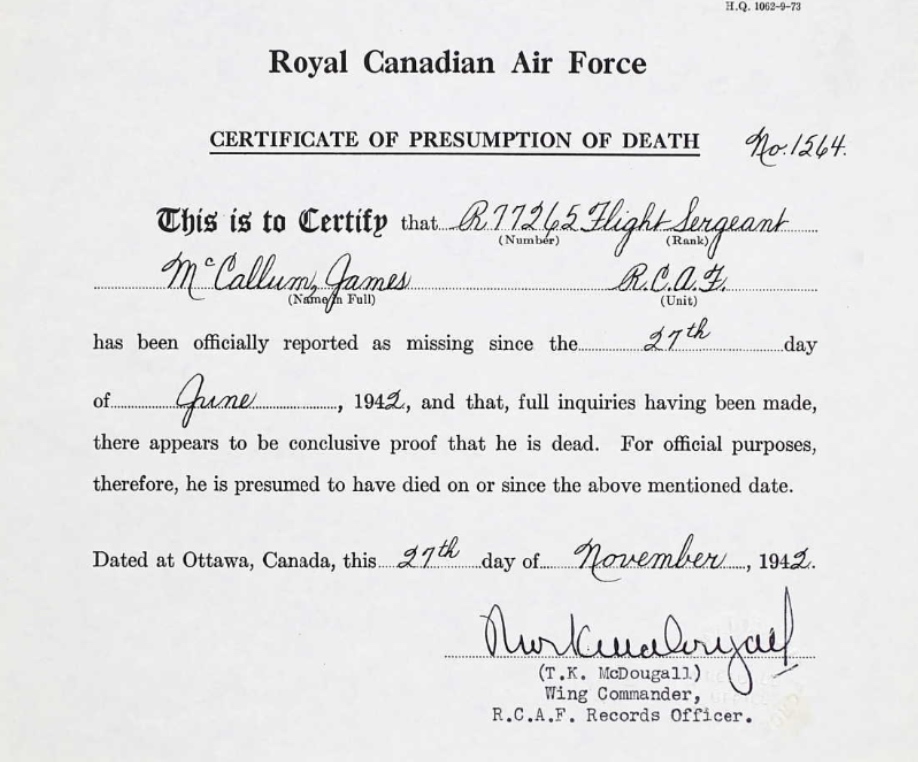 H.Q. 1062-9-73
Royal Canadian Air Force
CERTIFICATE OF PRESUMPTION OF DEATH No. 1564.
This is to Certify that R77265 Flight Sergeant
(Number) (Rank)
McCallum, James R.C.A.F.
(Name in Full) (Unit)
has been officially reported as missing since the 27th day
of June, 1942, and that, full inquiries having been made,
there appears to be conclusive proof that he is dead. For official purposes,
therefore, he is presumed to have died on or since the above mentioned date.
Dated at Ottawa, Canada, this 27th day of November, 1942.
(T.K. McDougall)
Wing Commander,
R.C.A.F. Records Officer.